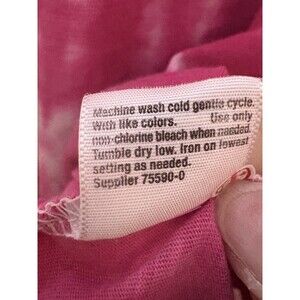 Machine wash cold gentle cycle.
With like colors. Use only
non-chlorine bleach when needed.
Tumble dry low. Iron on lowest
setting as needed.
Supplier 75590-0